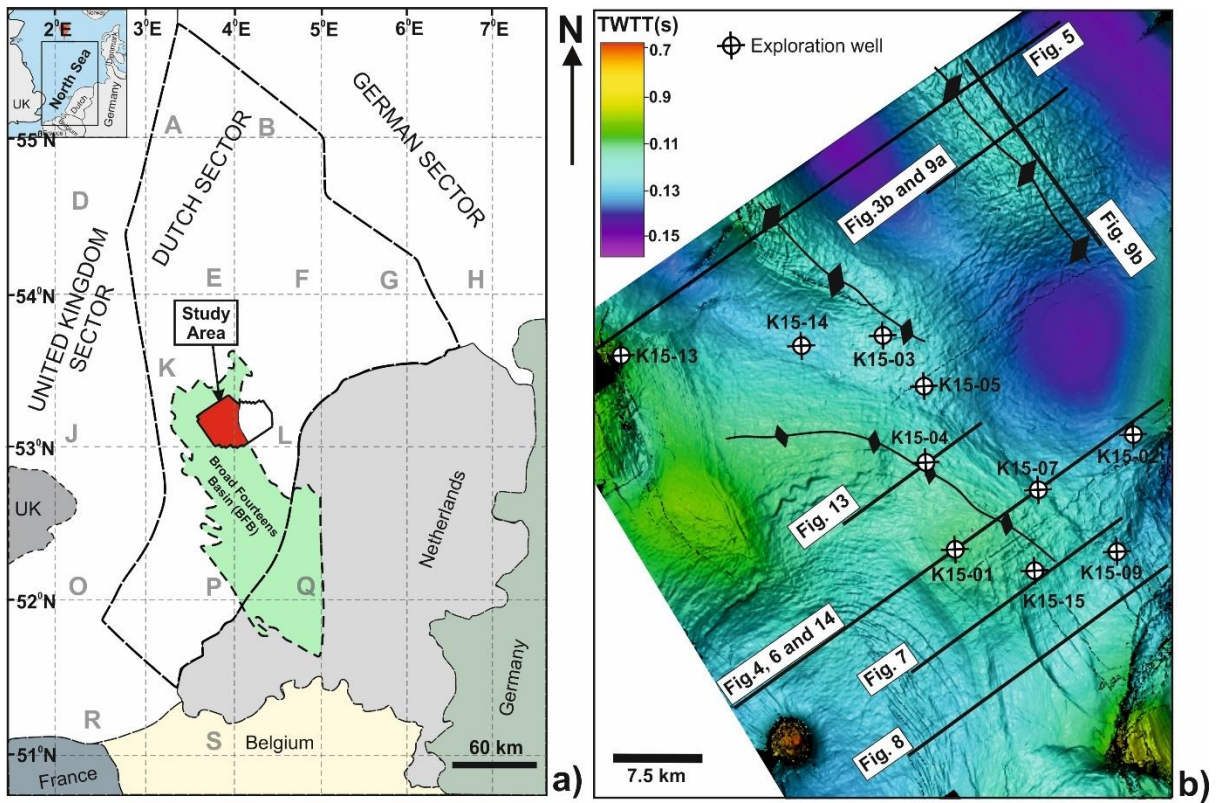 2°E 3°E 4°E 5°E 6°E 7°E
Norway
Denmark
North Sea
UK
Dutch
Germany
A
B
55°N
GERMAN SECTOR
DUTCH SECTOR
D
UNITED KINGDOM
SECTOR
E
F
G
H
54°N
Study
Area
K
J
L
53°N
Broad Fourteens
Basin (BFB)
Netherlands
UK
O
P
Q
52°N
Germany
R
S
Belgium
60 km
51°N
France
a)
N
TWTT(s)
0.7
0.9
0.11
0.13
0.15
Exploration well
Fig. 5
Fig.3b and 9a
Fig. 9b
K15-14
K15-03
K15-13
K15-05
K15-04
K15-02
K15-07
Fig. 13
K15-01
K15-09
K15-15
Fig.4, 6 and 14
Fig. 7
Fig. 8
7.5 km
b)